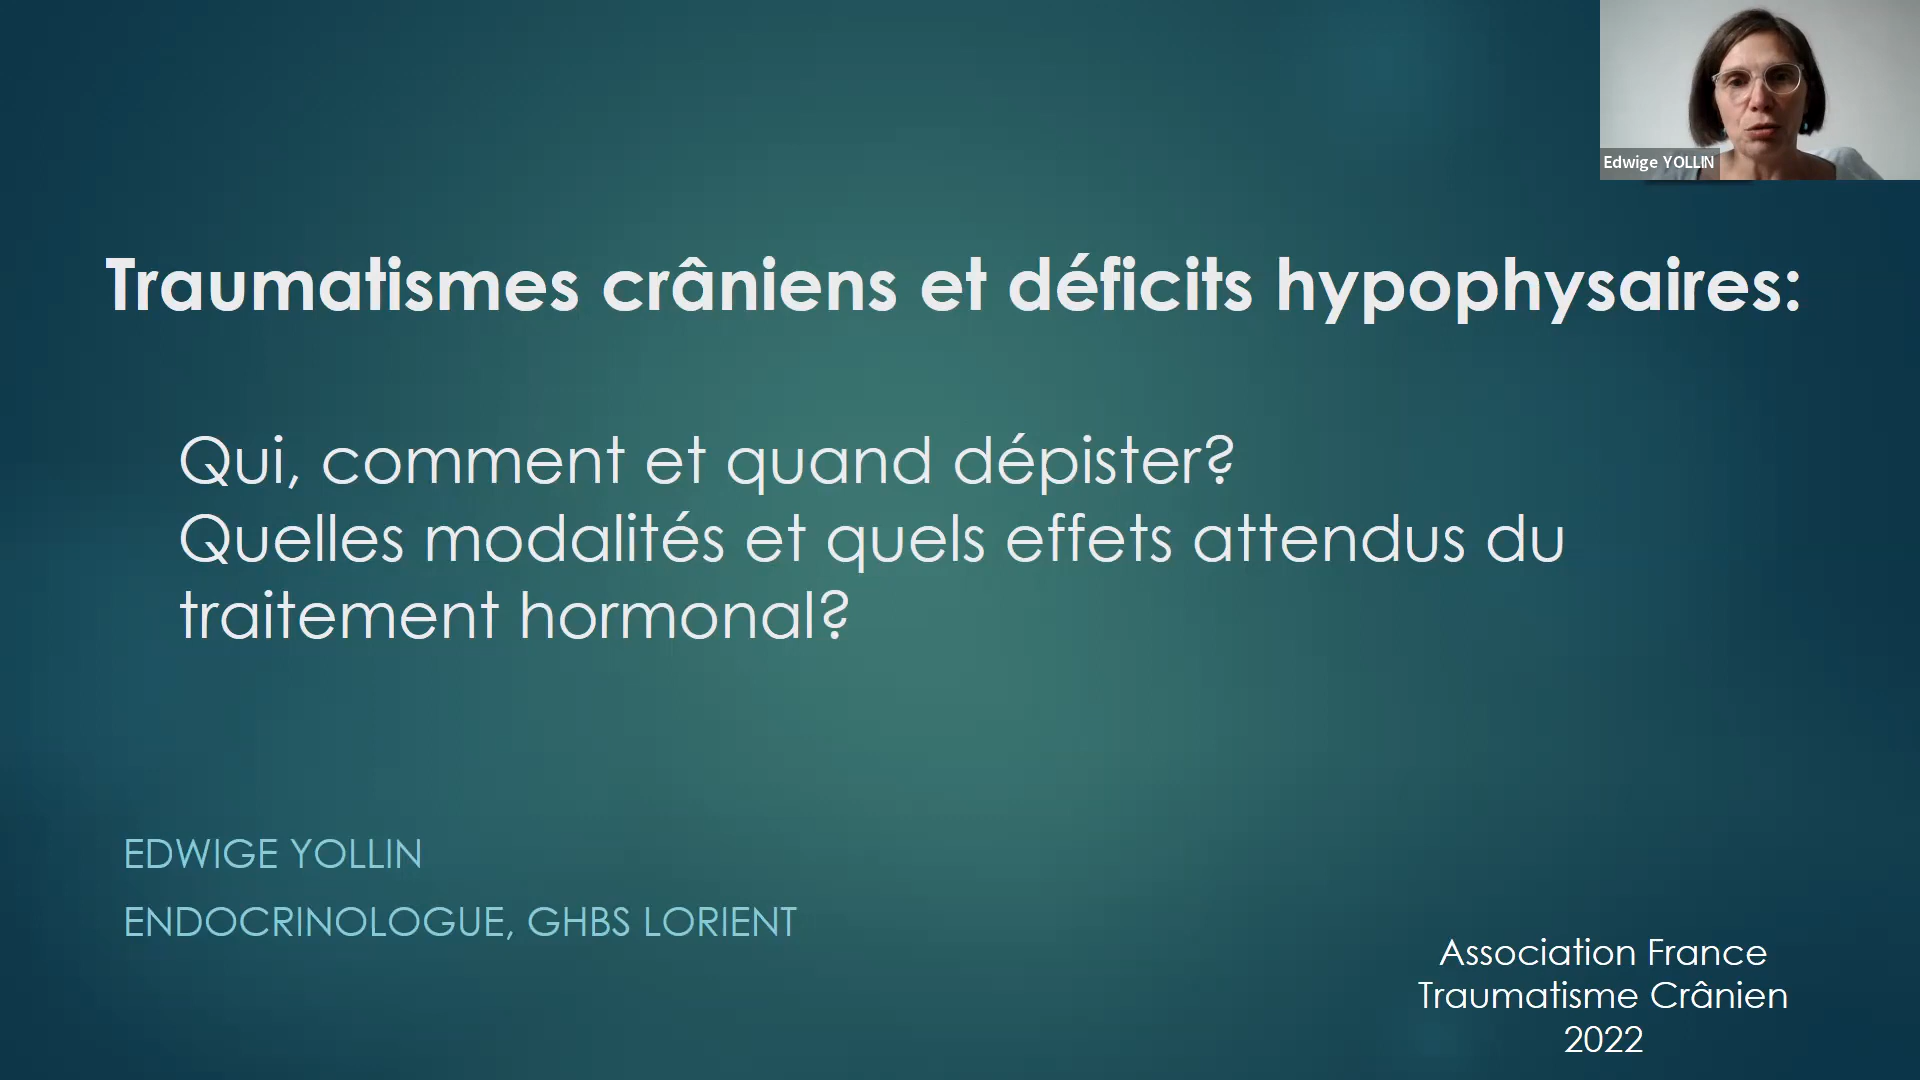 Edwige YOLLIN
Traumatismes crâniens et déficits hypophysaires:
Qui, comment et quand dépister?
Quelles modalités et quels effets attendus du
traitement hormonal?
EDWIGE YOLLIN
ENDOCRINOLOGUE, GHBS LORIENT
Association France
Traumatisme Crânien
2022